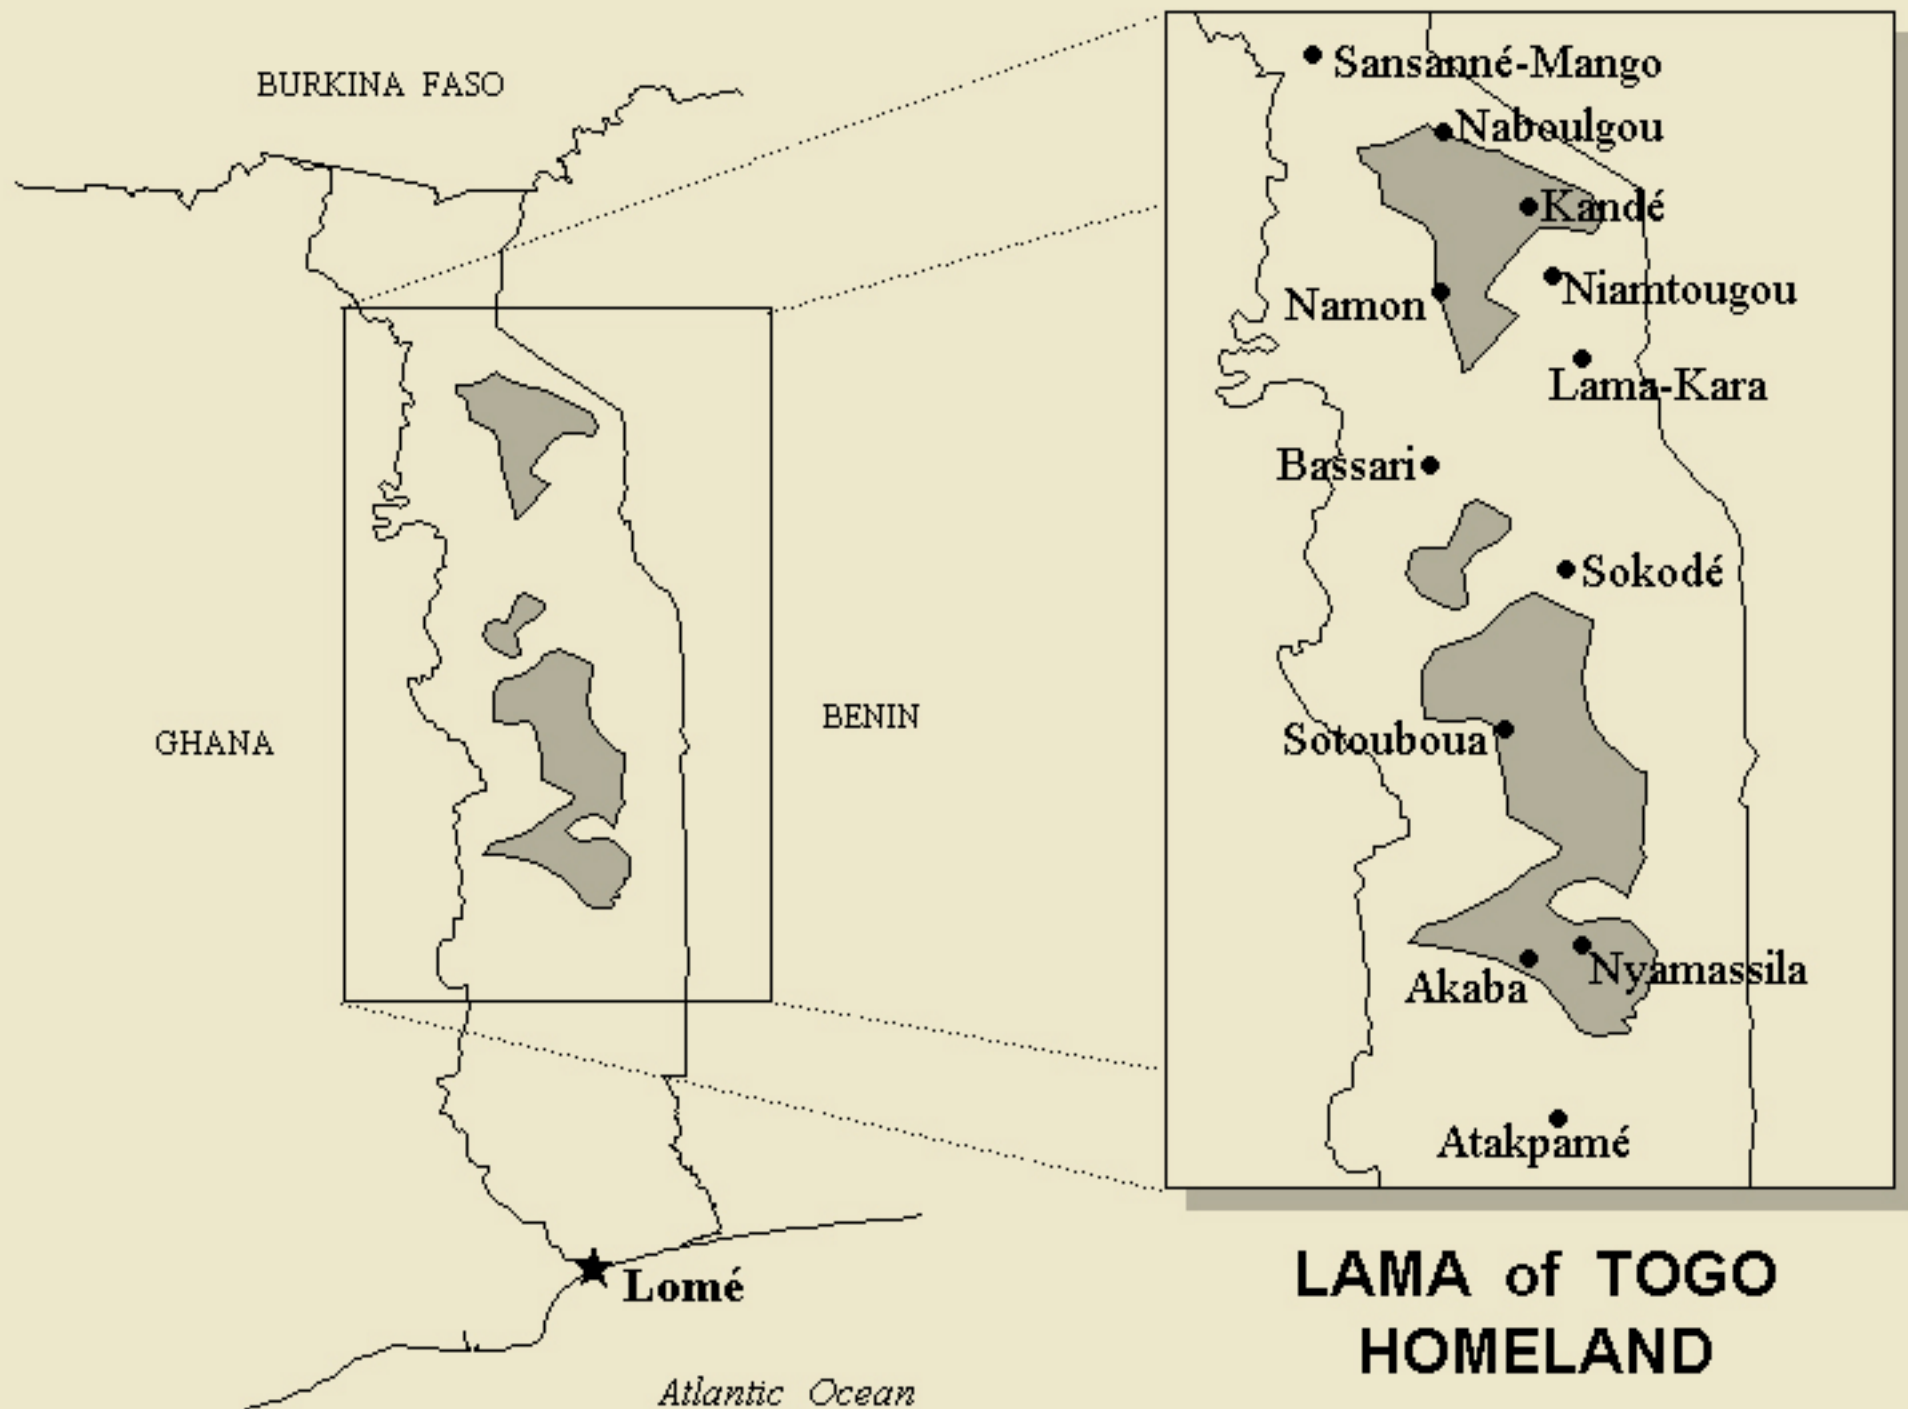 BURKINA FASO
GHANA
BENIN
Lomé
Atlantic Ocean
Sansanné-Mango
Naboulgou
Kandé
Niamtougou
Namon
Lama-Kara
Bassari
Sokodé
Sotouboua
Nyamassila
Akaba
Atakpamé
LAMA of TOGO
HOMELAND